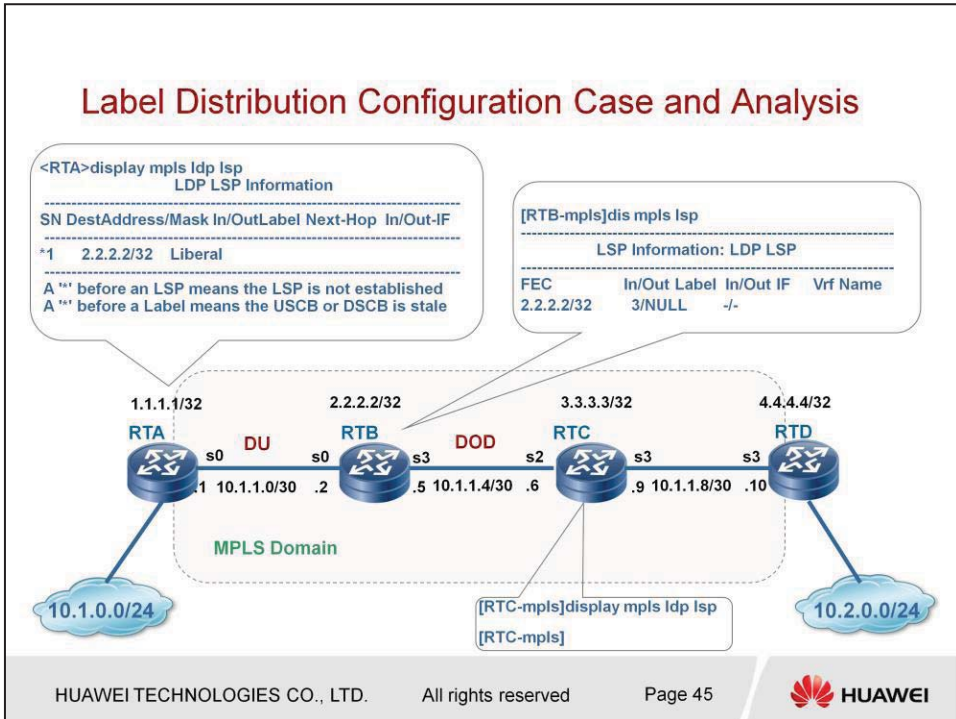 Label Distribution Configuration Case and Analysis
<RTA>display mpls ldp lsp
LDP LSP Information
------------------------------------------------------------------
SN DestAddress/Mask In/OutLabel Next-Hop In/Out-IF
------------------------------------------------------------------
*1 2.2.2.2/32 Liberal
------------------------------------------------------------------
A '*' before an LSP means the LSP is not established
A '*' before a Label means the USCB or DSCB is stale
[RTB-mpls]dis mpls lsp
------------------------------------------------------------------
LSP Information: LDP LSP
------------------------------------------------------------------
FEC In/Out Label In/Out IF Vrf Name
2.2.2.2/32 3/NULL -/-
1.1.1.1/32 2.2.2.2/32 3.3.3.3/32 4.4.4.4/32
RTA DU RTB DOD RTC RTD
s0 s0 s3 s2 s3 s3
.1 10.1.1.0/30 .2 .5 10.1.1.4/30 .6 .9 10.1.1.8/30 .10
MPLS Domain
10.1.0.0/24
[RTC-mpls]display mpls ldp lsp
[RTC-mpls]
10.2.0.0/24
HUAWEI TECHNOLOGIES CO., LTD. All rights reserved Page 45 HUAWEI